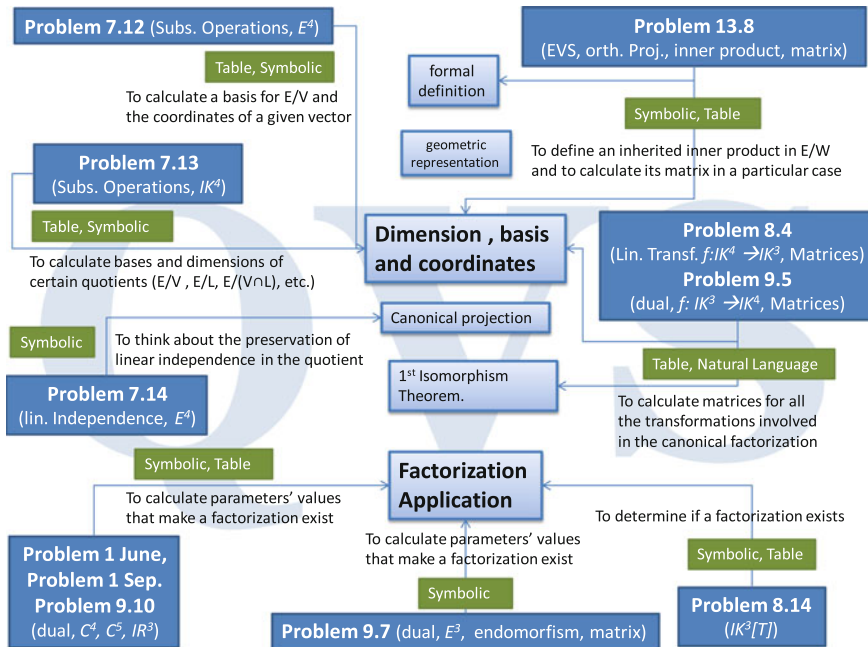 Problem 7.12 (Subs. Operations, E⁴)
Table, Symbolic
To calculate a basis for E/V and
the coordinates of a given vector
Problem 13.8
(EVS, orth. Proj., inner product, matrix)
formal
definition
Symbolic, Table
geometric
representation
To define an inherited inner product in E/W
and to calculate its matrix in a particular case
Problem 7.13
(Subs. Operations, IK⁴)
Table, Symbolic
To calculate bases and dimensions of
certain quotients (E/V , E/L, E/(V∩L), etc.)
Dimension , basis
and coordinates
Problem 8.4
(Lin. Transf. f:IK⁴ →IK³, Matrices)
Problem 9.5
(dual, f: IK³ →IK⁴, Matrices)
Symbolic
To think about the preservation of
linear independence in the quotient
Canonical projection
Table, Natural Language
1st Isomorphism
Theorem.
To calculate matrices for all
the transformations involved
in the canonical factorization
Problem 7.14
(lin. Independence, E⁴)
Symbolic, Table
To calculate parameters’ values
that make a factorization exist
Factorization
Application
To calculate parameters’ values
that make a factorization exist
To determine if a factorization exists
Problem 1 June,
Problem 1 Sep.
Problem 9.10
(dual, C⁴, C⁵, IR³)
Symbolic
Problem 9.7 (dual, E³, endomorfism, matrix)
Symbolic, Table
Problem 8.14
(IK³[T])
QVS